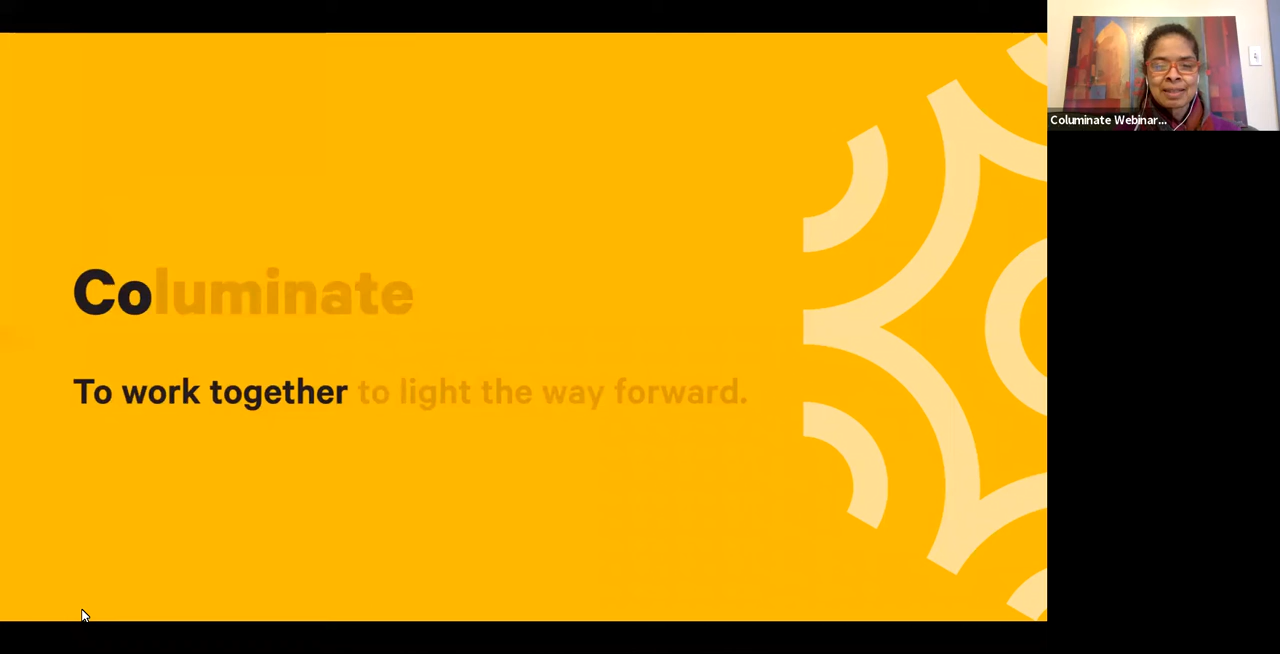 Columinate
To work together to light the way forward.
Columinate Webinar...